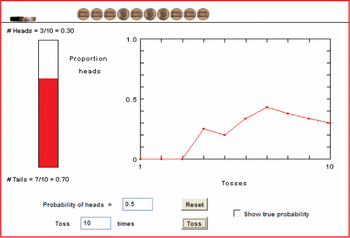 # Heads = 3/10 = 0.30
Proportion
heads
1.0
0.5
1
10
Tosses
# Tails = 7/10 = 0.70
Probability of heads = 0.5
Reset
Toss 10 times
Toss
Show true probability